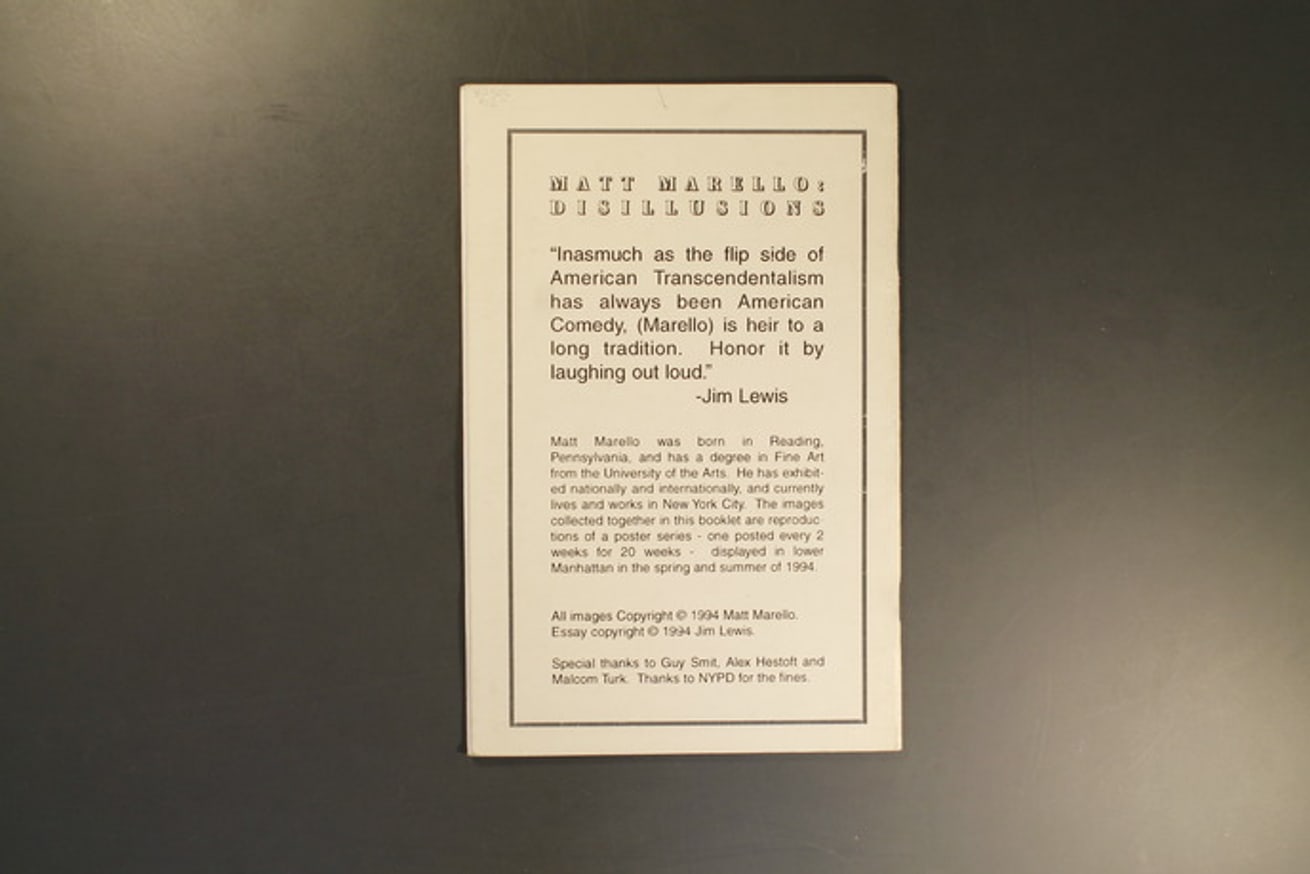 MATT MARELLO:
DISILLUSIONS
“Inasmuch as the flip side of
American Transcendentalism
has always been American
Comedy, (Marello) is heir to a
long tradition. Honor it by
laughing out loud.”
-Jim Lewis
Matt Marello was born in Reading,
Pennsylvania, and has a degree in Fine Art
from the University of the Arts. He has exhibit-
ed nationally and internationally, and currently
lives and works in New York City. The images
collected together in this booklet are reproduc-
tions of a poster series - one posted every 2
weeks for 20 weeks - displayed in lower
Manhattan in the spring and summer of 1994.
All images Copyright © 1994 Matt Marello.
Essay copyright © 1994 Jim Lewis.
Special thanks to Guy Smit, Alex Hestoft and
Malcom Turk. Thanks to NYPD for the fines.